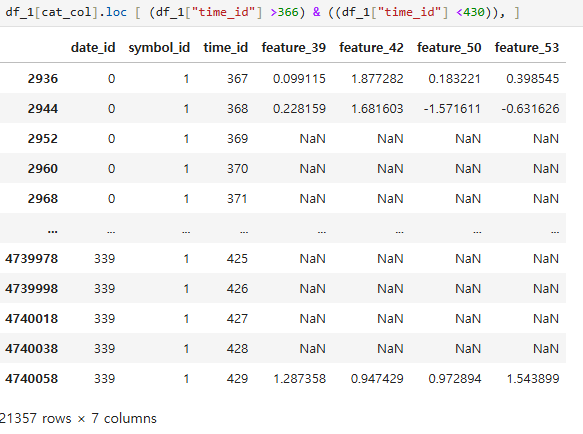 df_1[cat_col].loc [ (df_1["time_id"] >366) & ((df_1["time_id"] <430)), ]
date_id symbol_id time_id feature_39 feature_42 feature_50 feature_53
2936 0 1 367 0.099115 1.877282 0.183221 0.398545
2944 0 1 368 0.228159 1.681603 -1.571611 -0.631626
2952 0 1 369 NaN NaN NaN NaN
2960 0 1 370 NaN NaN NaN NaN
2968 0 1 371 NaN NaN NaN NaN
... ... ... ... ... ... ... ...
4739978 339 1 425 NaN NaN NaN NaN
4739998 339 1 426 NaN NaN NaN NaN
4740018 339 1 427 NaN NaN NaN NaN
4740038 339 1 428 NaN NaN NaN NaN
4740058 339 1 429 1.287358 0.947429 0.972894 1.543899
21357 rows × 7 columns